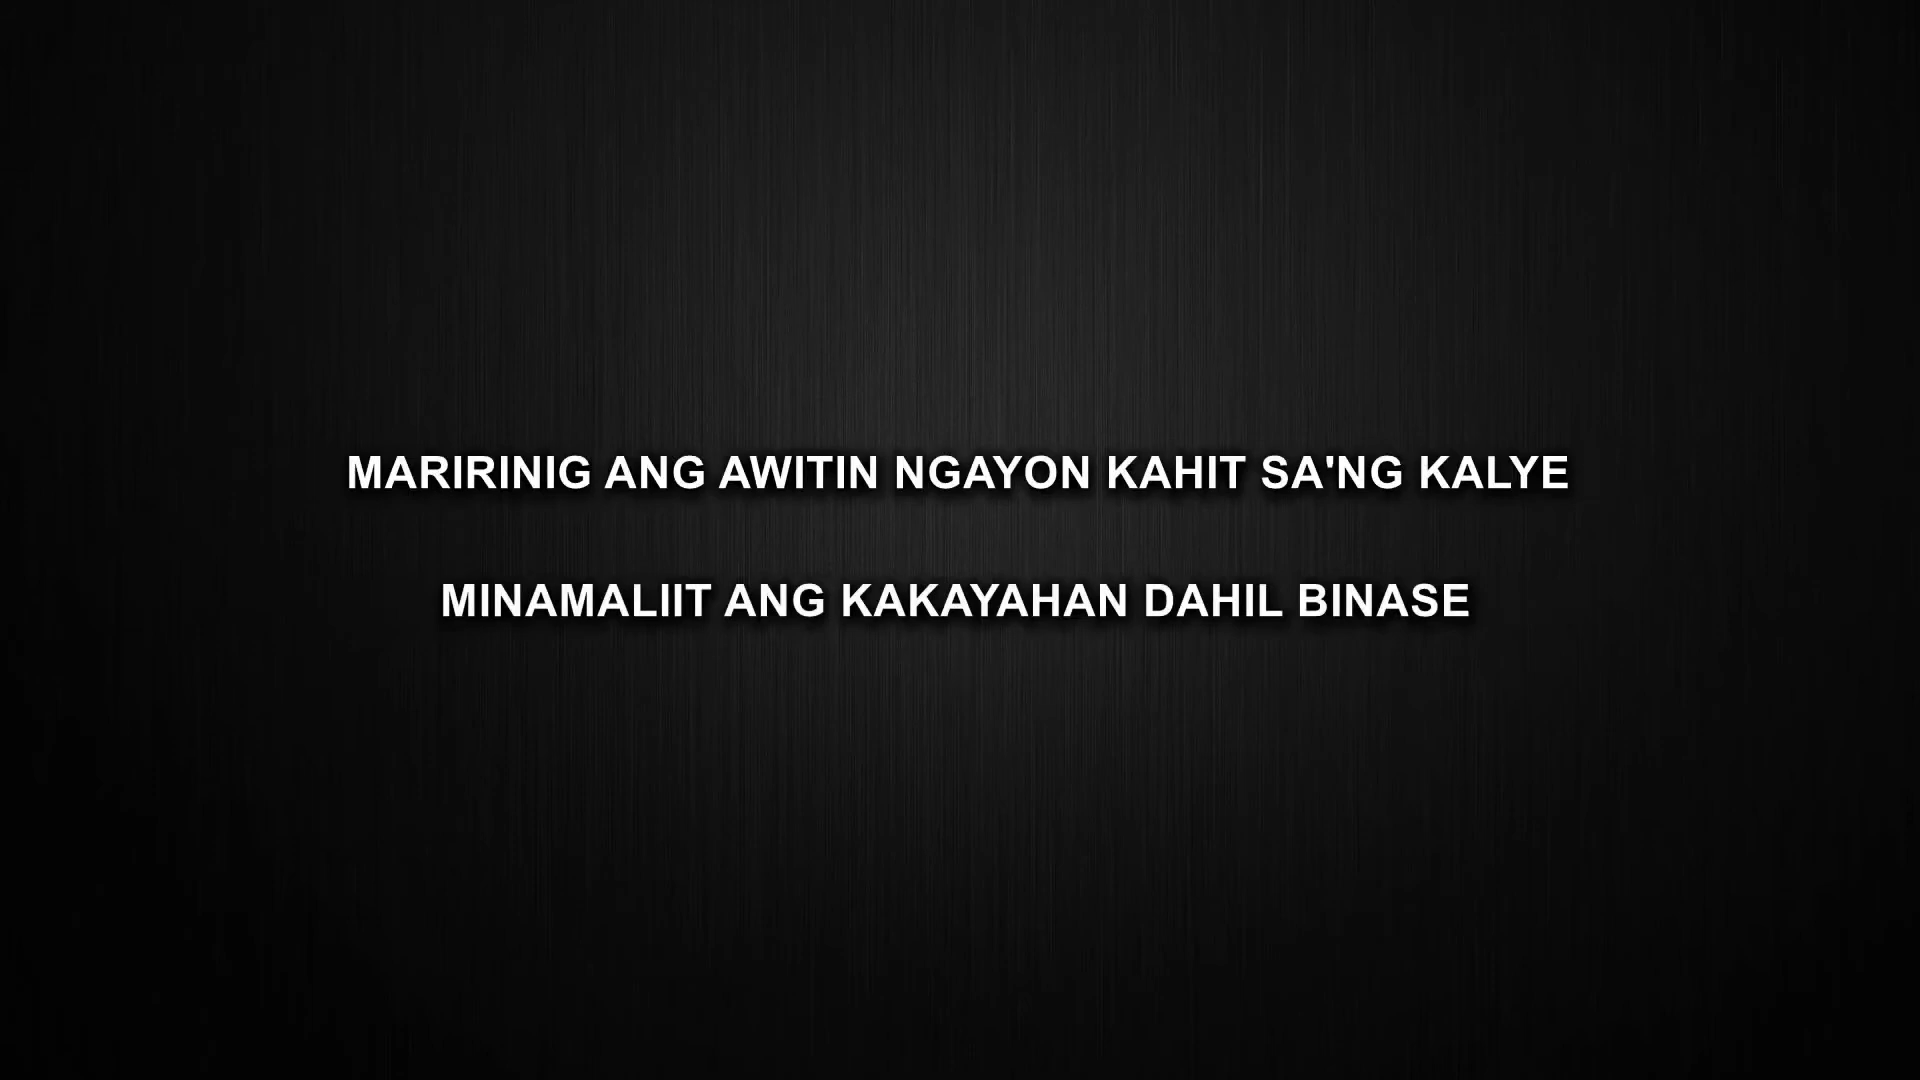 MARIRINIG ANG AWITIN NGAYON KAHIT SA'NG KALYE
MINAMALIIT ANG KAKAYAHAN DAHIL BINASE